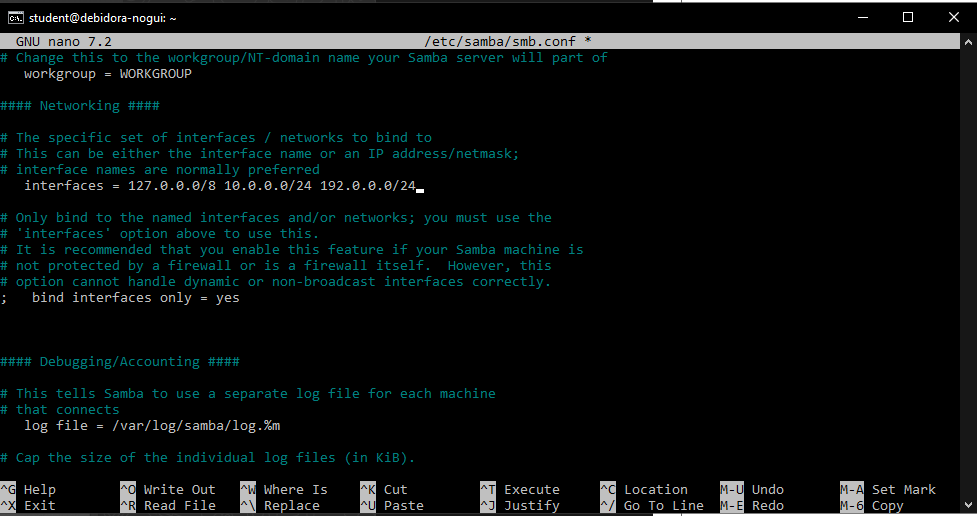 student@debidora-nogui: ~
GNU nano 7.2 /etc/samba/smb.conf *
# Change this to the workgroup/NT-domain name your Samba server will part of
workgroup = WORKGROUP
#### Networking ####
# The specific set of interfaces / networks to bind to
# This can be either the interface name or an IP address/netmask;
# interface names are normally preferred
interfaces = 127.0.0.0/8 10.0.0.0/24 192.0.0.0/24
# Only bind to the named interfaces and/or networks; you must use the
# 'interfaces' option above to use this.
# It is recommended that you enable this feature if your Samba machine is
# not protected by a firewall or is a firewall itself.  However, this
# option cannot handle dynamic or non-broadcast interfaces correctly.
;   bind interfaces only = yes
#### Debugging/Accounting ####
# This tells Samba to use a separate log file for each machine
# that connects
log file = /var/log/samba/log.%m
# Cap the size of the individual log files (in KiB).
^G Help ^O Write Out ^W Where Is ^K Cut ^T Execute ^C Location M-U Undo M-A Set Mark
^X Exit ^R Read File ^\ Replace ^U Paste ^J Justify ^/ Go To Line M-E Redo M-6 Copy